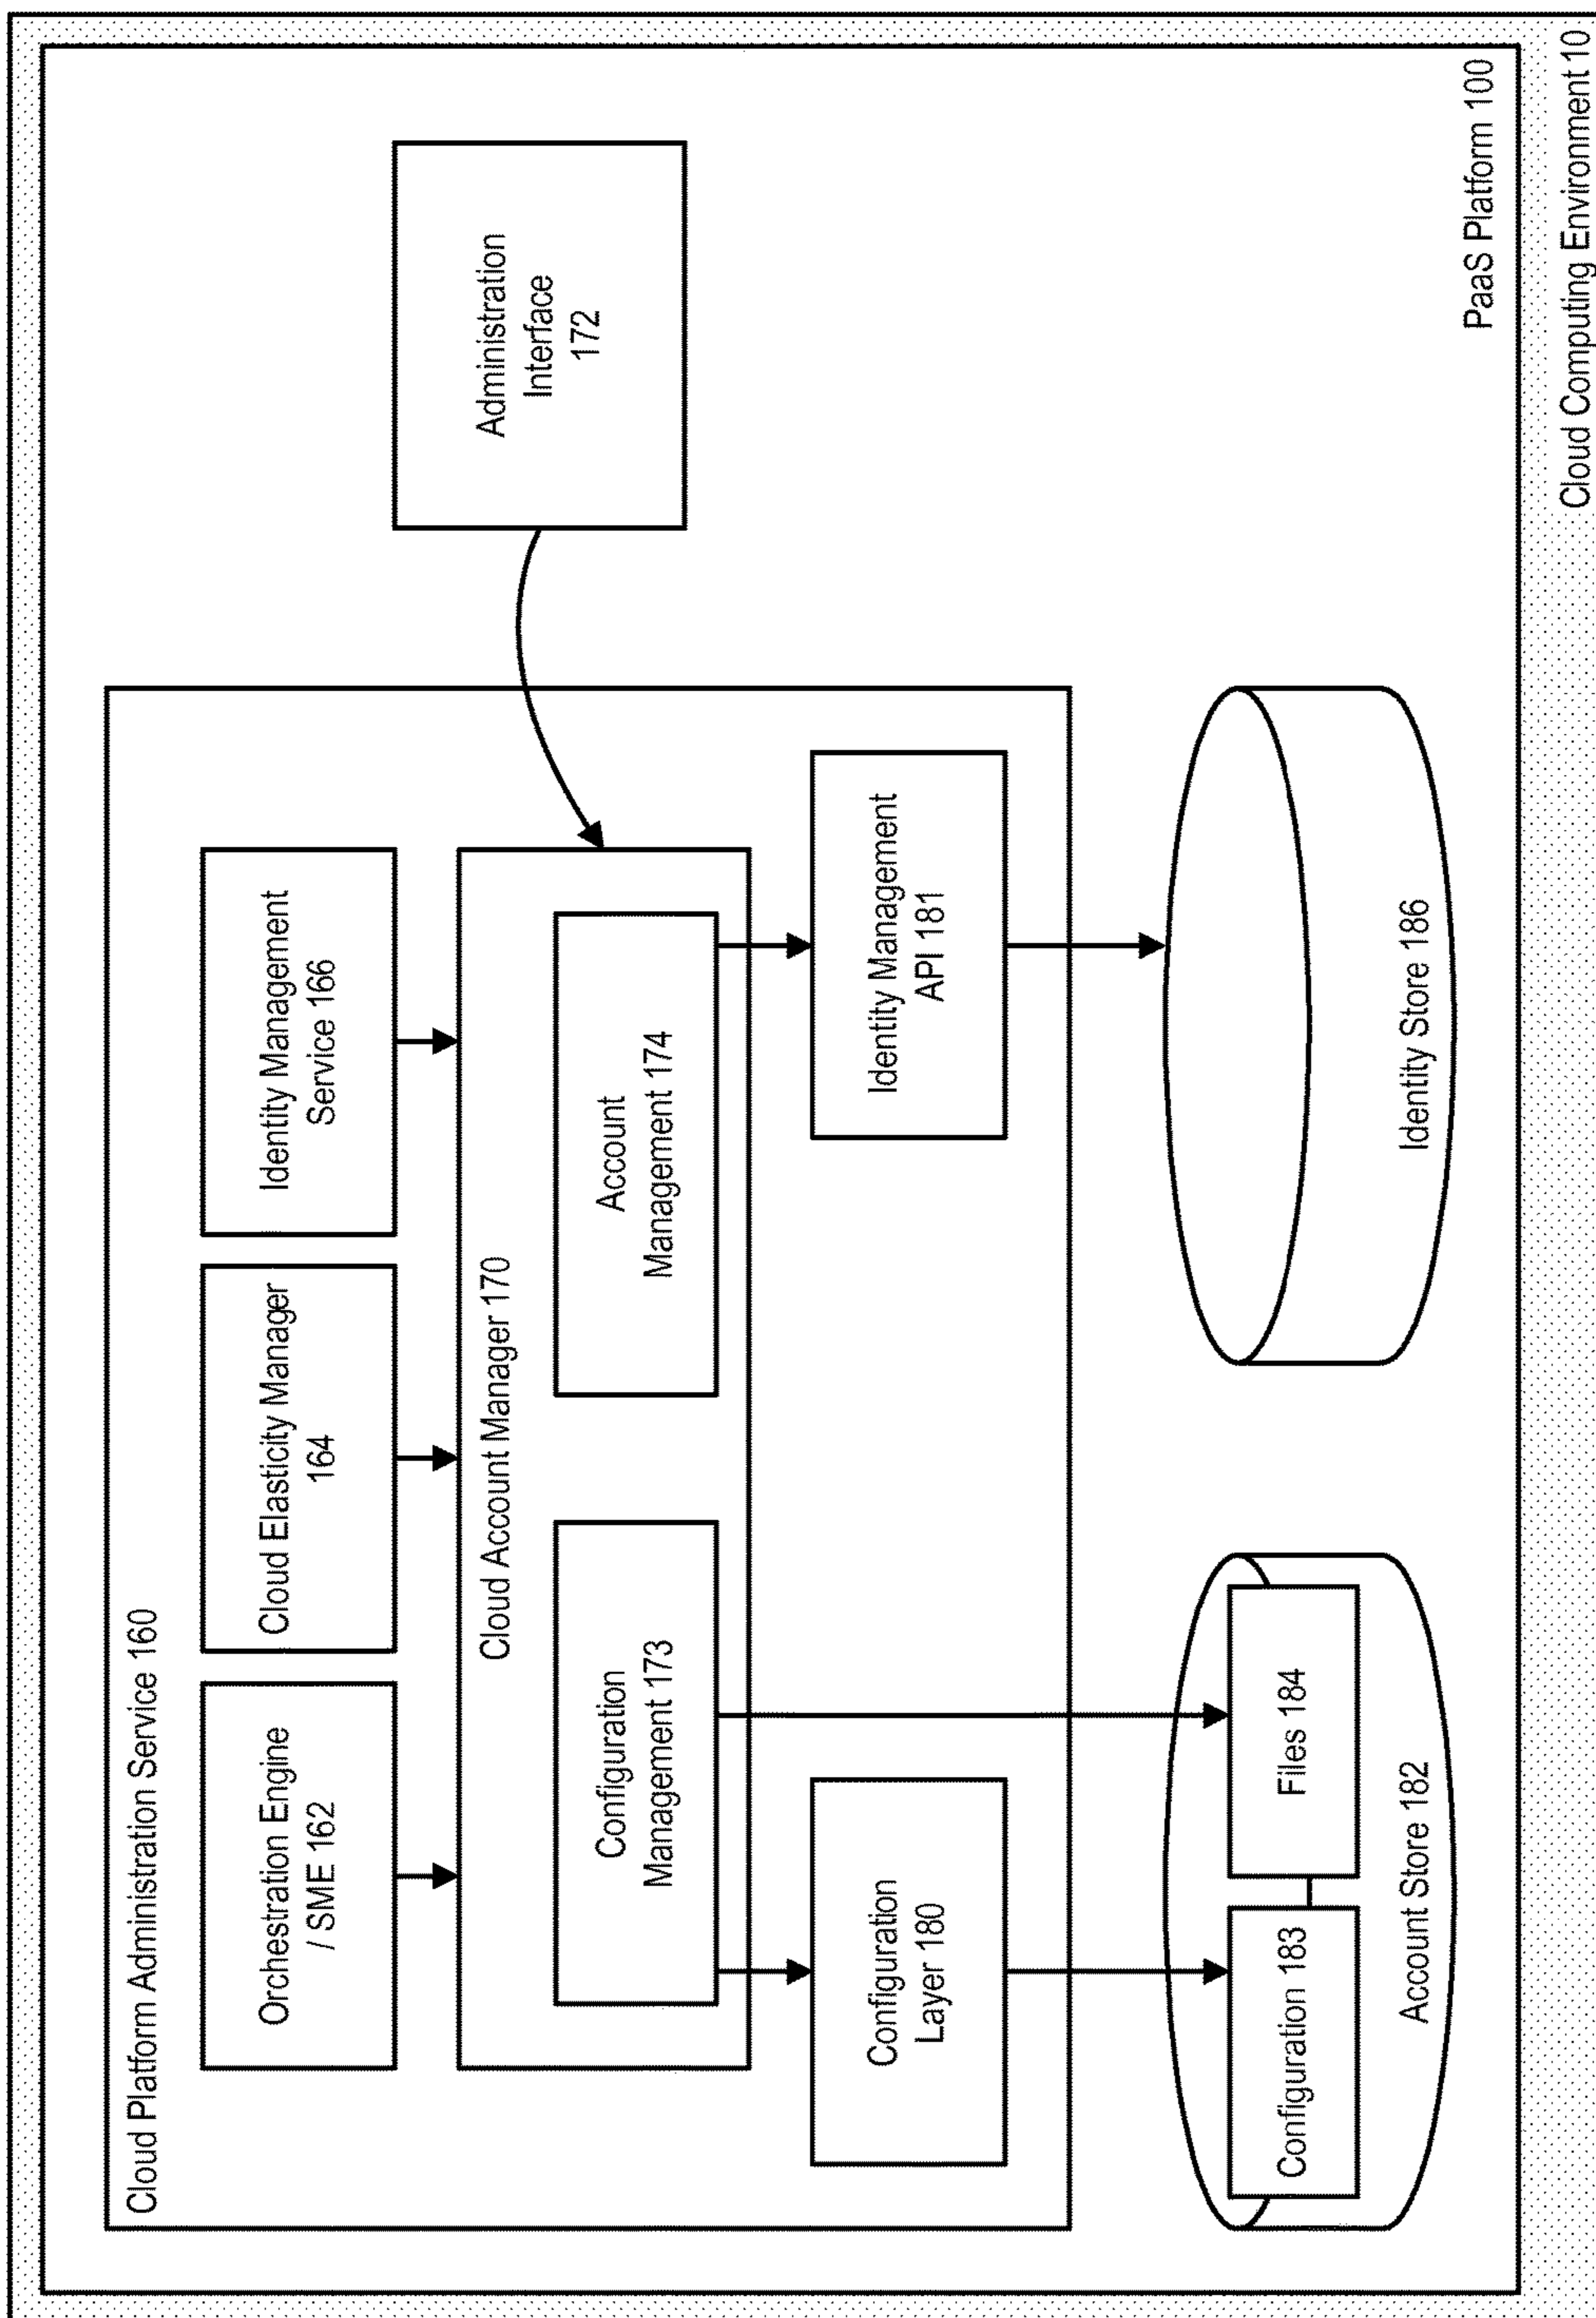 Cloud Platform Administration Service 160
Orchestration Engine
/ SME 162
Cloud Elasticity Manager
164
Identity Management
Service 166
Cloud Account Manager 170
Configuration
Management 173
Account
Management 174
Administration
Interface
172
Configuration
Layer 180
Identity Management
API 181
Configuration 183
Files 184
Account Store 182
Identity Store 186
PaaS Platform 100
Cloud Computing Environment 10